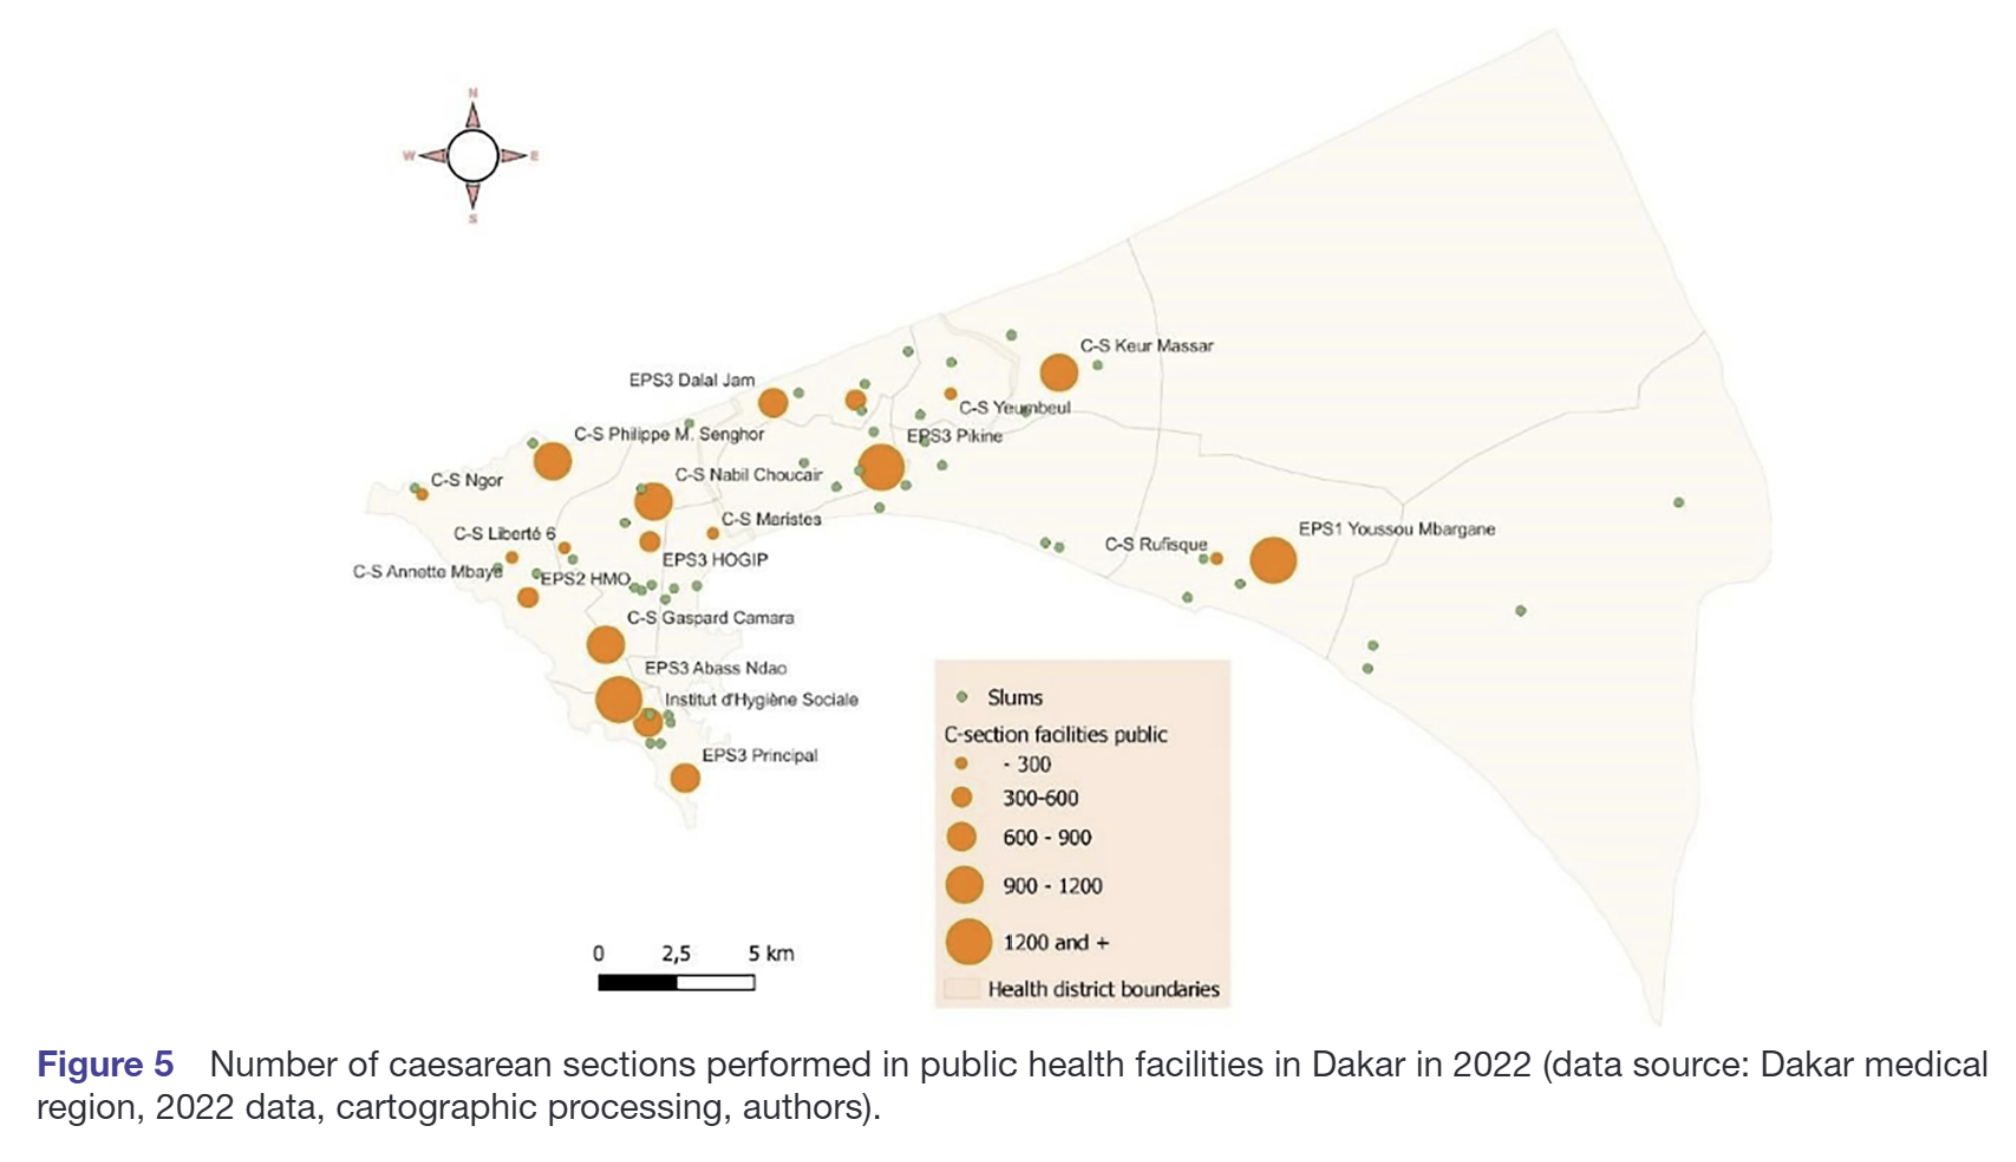 N
W
E
S
C-S Keur Massar
EPS3 Dalal Jam
C-S Yeumbeul
C-S Philippe M. Senghor
EPS3 Pikine
C-S Nabil Choucair
C-S Ngor
C-S Maristes
C-S Liberté 6
EPS1 Youssou Mbargane
C-S Rufisque
EPS3 HOGIP
C-S Annette Mbaye
EPS2 HMO
C-S Gaspard Camara
EPS3 Abass Ndao
Institut d'Hygiène Sociale
EPS3 Principal
Slums
C-section facilities public
- 300
300-600
600 - 900
900 - 1200
1200 and +
Health district boundaries
0 2,5 5 km
Figure 5 Number of caesarean sections performed in public health facilities in Dakar in 2022 (data source: Dakar medical
region, 2022 data, cartographic processing, authors).